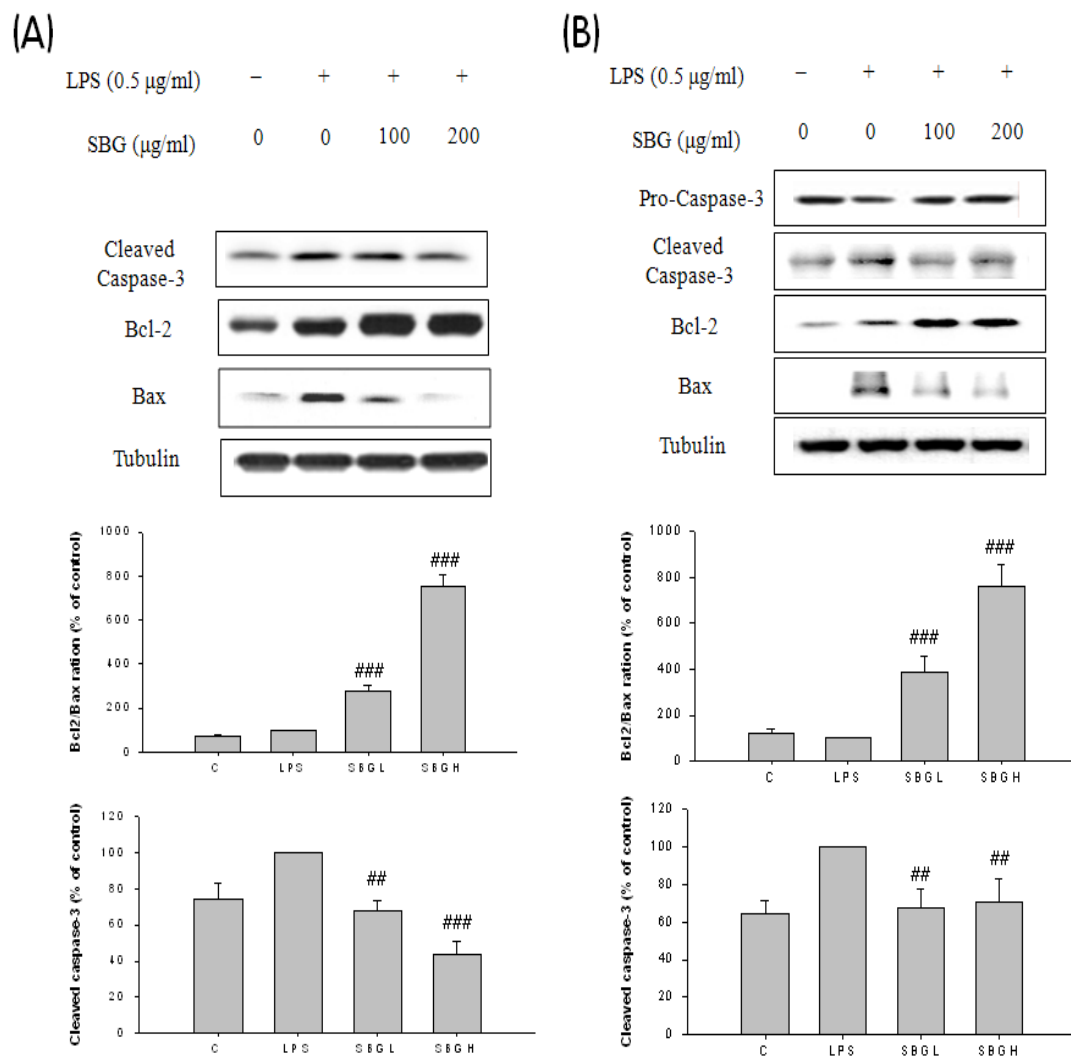 (A)
LPS (0.5 μg/ml) – + + +
SBG (μg/ml) 0 0 100 200
Cleaved
Caspase-3
Bcl-2
Bax
Tubulin
Bcl2/Bax ration (% of control)
1000
800
600
400
200
0
###
###
C LPS SBGL SBGH
Cleaved caspase-3 (% of control)
120
100
80
60
40
20
0
##
###
C LPS SBGL SBGH
(B)
LPS (0.5 μg/ml) – + + +
SBG (μg/ml) 0 0 100 200
Pro-Caspase-3
Cleaved
Caspase-3
Bcl-2
Bax
Tubulin
Bcl2/Bax ration (% of control)
1000
800
600
400
200
0
###
###
C LPS SBGL SBGH
Cleaved caspase-3 (% of control)
120
100
80
60
40
20
0
##
##
C LPS SBGL SBGH